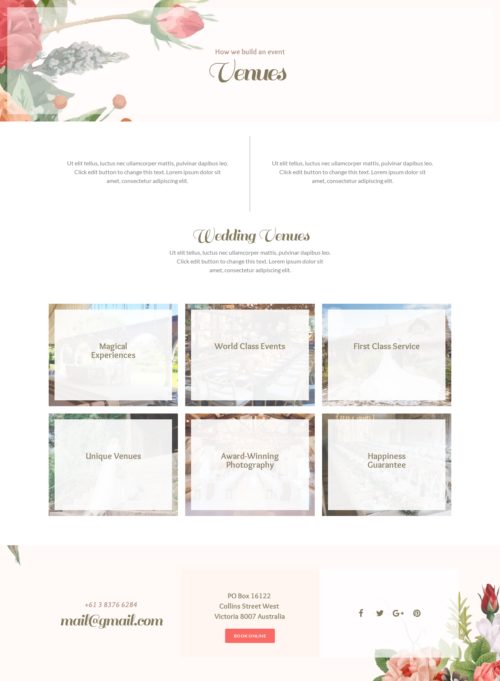 How we build an event
Venues
Ut elit tellus, luctus nec ullamcorper mattis, pulvinar dapibus leo.
Click edit button to change this text. Lorem ipsum dolor sit
amet, consectetur adipiscing elit.
Ut elit tellus, luctus nec ullamcorper mattis, pulvinar dapibus leo.
Click edit button to change this text. Lorem ipsum dolor sit
amet, consectetur adipiscing elit.
Wedding Venues
Ut elit tellus, luctus nec ullamcorper mattis, pulvinar dapibus leo.
Click edit button to change this text. Lorem ipsum dolor sit
amet, consectetur adipiscing elit.
Magical
Experiences
World Class Events
First Class Service
Unique Venues
Award-Winning
Photography
Happiness
Guarantee
+61 3 8376 6284
mail@gmail.com
PO Box 16122
Collins Street West
Victoria 8007 Australia
BOOK ONLINE